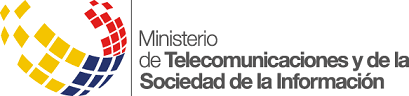 Ministerio
de Telecomunicaciones y de la
Sociedad de la Información